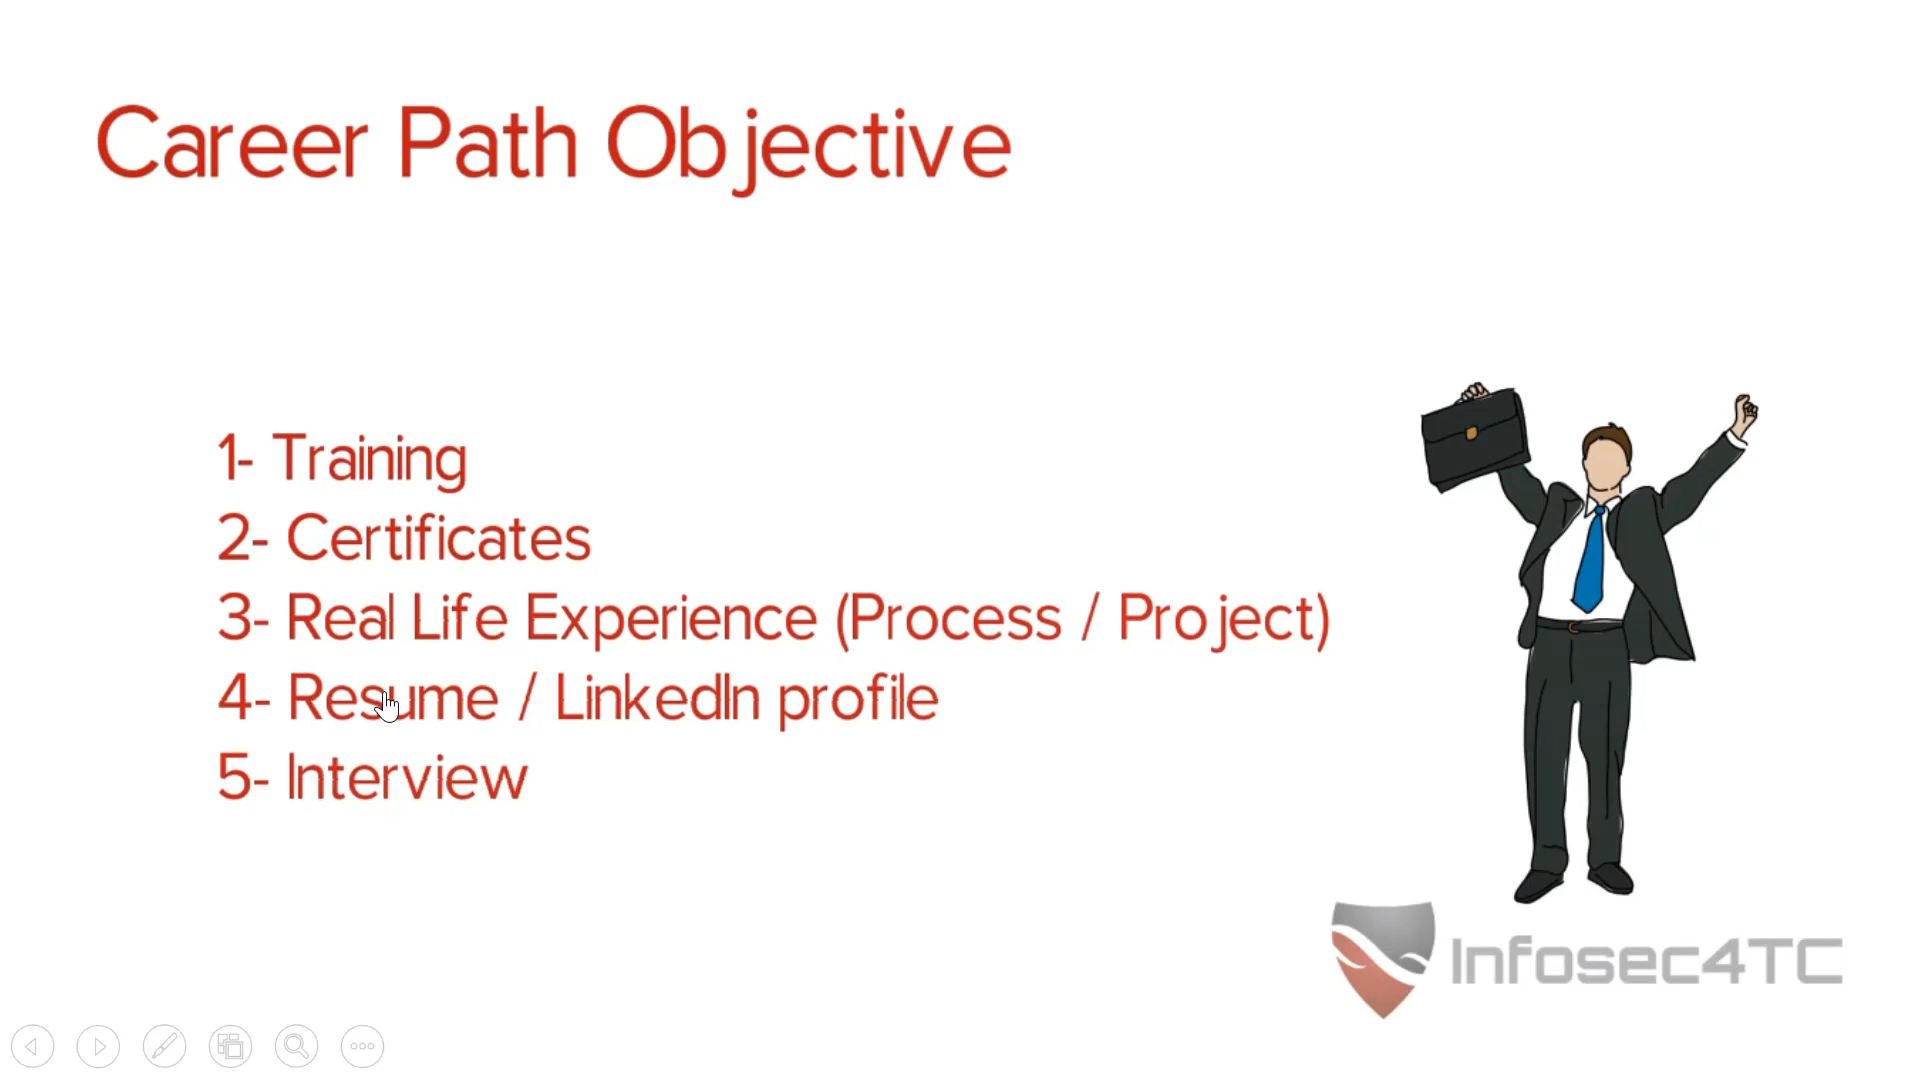 Career Path Objective
1- Training
2- Certificates
3- Real Life Experience (Process / Project)
4- Resume / LinkedIn profile
5- Interview
Infosec4TC